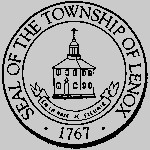 SEAL OF THE TOWNSHIP OF LENOX
· 1767 ·